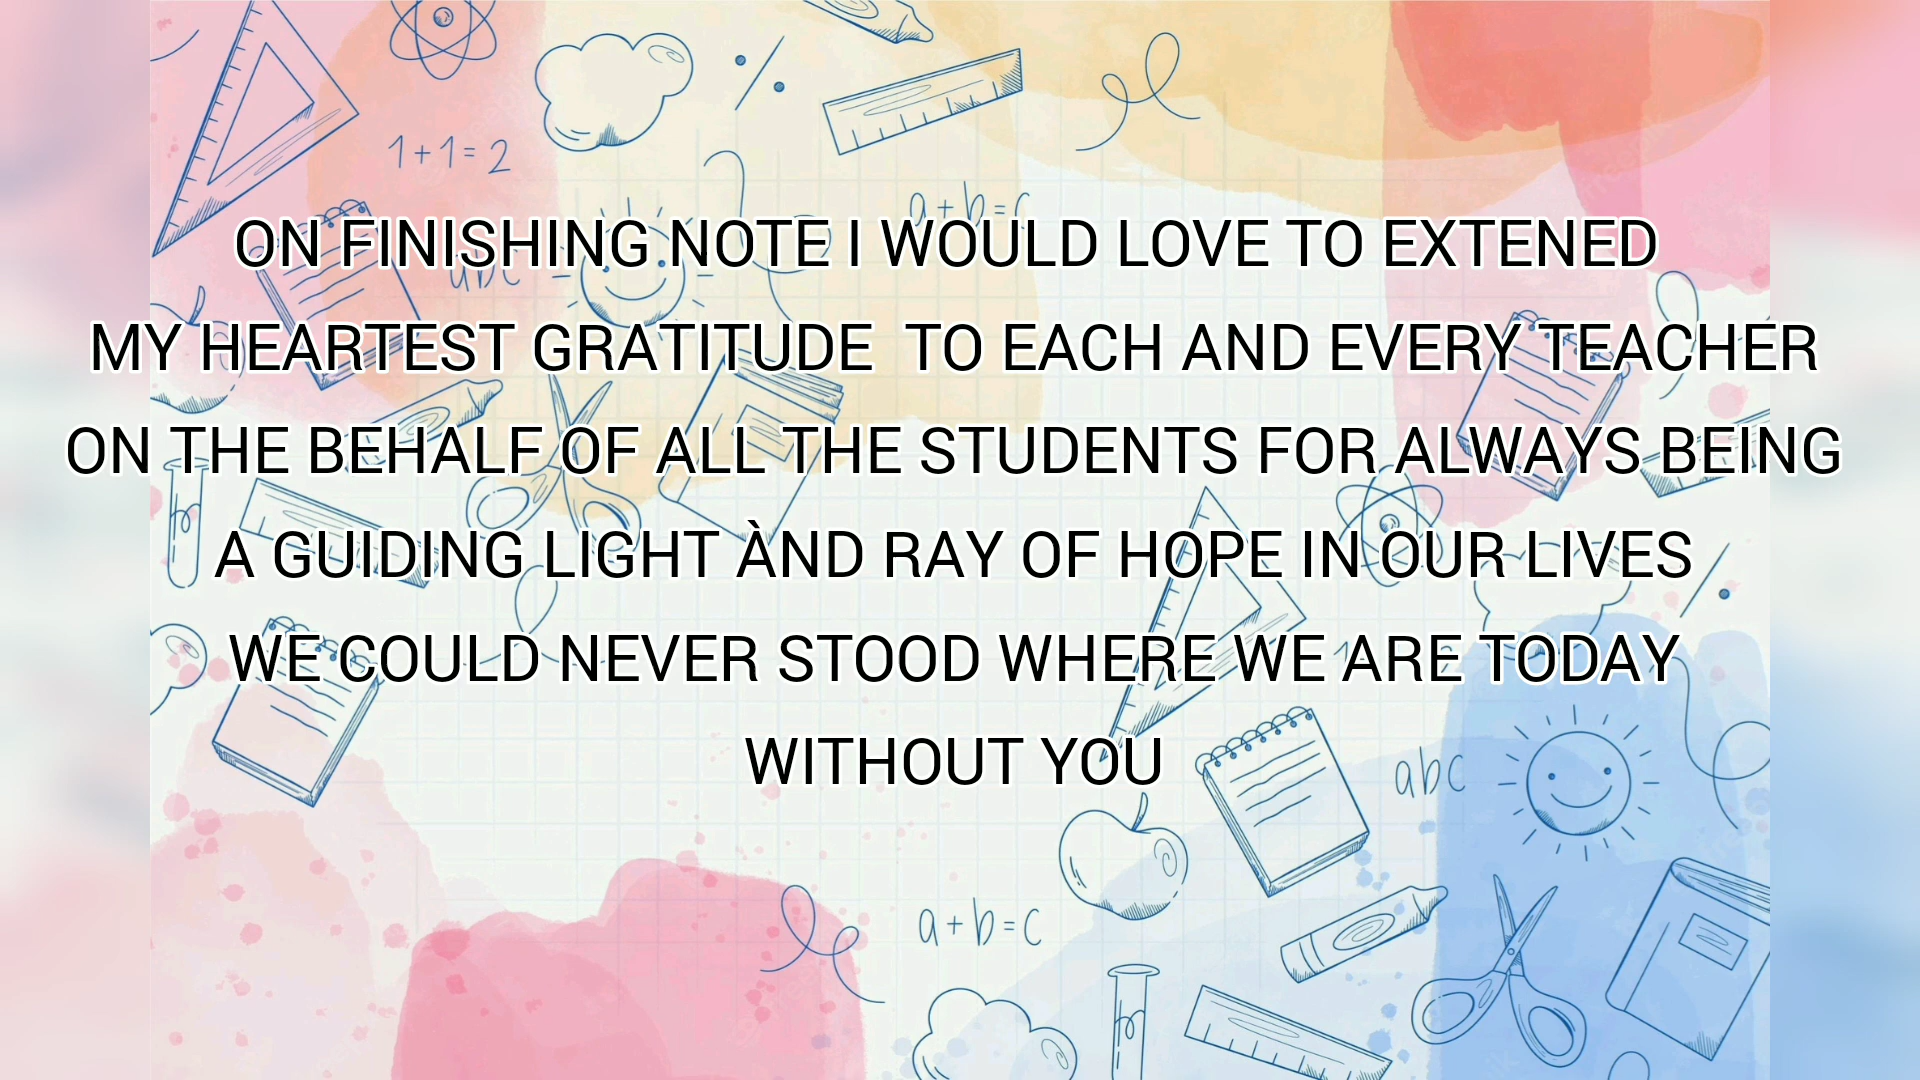 1+1=2
a+b=c
ON FINISHING NOTE I WOULD LOVE TO EXTENED
abc
MY HEARTEST GRATITUDE  TO EACH AND EVERY TEACHER
ON THE BEHALF OF ALL THE STUDENTS FOR ALWAYS BEING
A GUIDING LIGHT ÀND RAY OF HOPE IN OUR LIVES
WE COULD NEVER STOOD WHERE WE ARE TODAY
WITHOUT YOU
abc
a+b=c